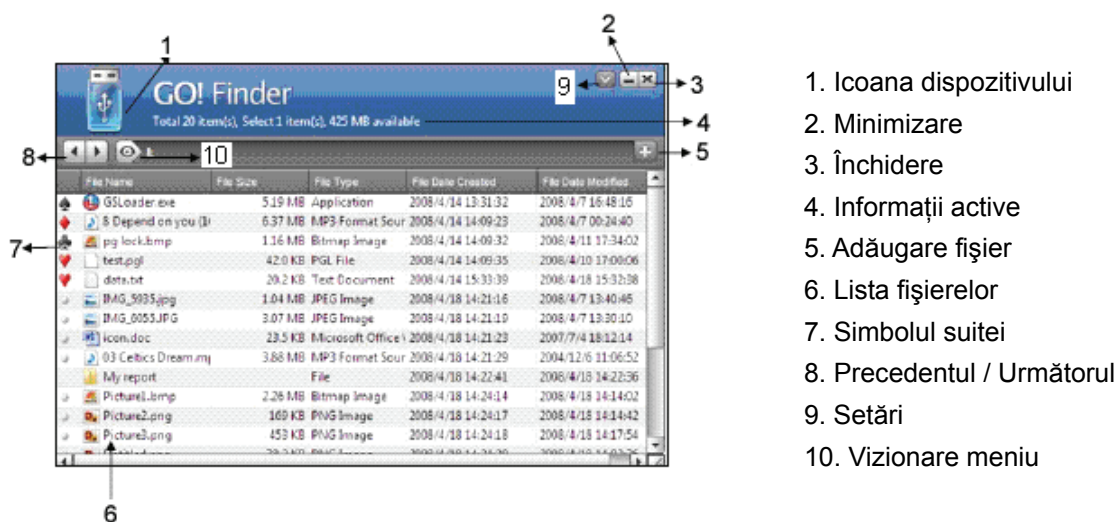 1
2
9
3
GO! Finder
Total 20 item(s), Select 1 item(s), 425 MB available
4
8
10
5
File Name File Size File Type File Date Created File Date Modified
GSLoader.exe 5.19 MB Application 2008/4/14 13:31:32 2008/4/7 16:48:16
8 Depend on you 6.37 MB MP3 Format Sour 2008/4/14 14:09:23 2008/4/7 00:24:40
7
pg lock.bmp 1.16 MB Bitmap Image 2008/4/14 14:09:32 2008/4/11 17:34:02
test.pgl 42.0 KB PGL File 2008/4/14 14:09:35 2008/4/10 17:00:06
data.txt 20.2 KB Text Document 2008/4/14 15:33:39 2008/4/18 15:32:38
IMG_5935.jpg 1.04 MB JPEG Image 2008/4/18 14:21:16 2008/4/7 13:40:46
IMG_6055.JPG 3.07 MB JPEG Image 2008/4/18 14:21:19 2008/4/7 13:30:10
icon.doc 23.5 KB Microsoft Office 2008/4/18 14:21:23 2007/7/4 18:12:14
03 Celtics Dream.mp 3.88 MB MP3 Format Sour 2008/4/18 14:21:29 2004/12/6 11:06:52
My report File 2008/4/18 14:22:41 2008/4/18 14:22:36
Picture1.bmp 2.26 MB Bitmap Image 2008/4/18 14:24:14 2008/4/18 14:14:02
Picture2.png 169 KB PNG Image 2008/4/18 14:24:17 2008/4/18 14:14:42
Picture3.png 453 KB PNG Image 2008/4/18 14:24:18 2008/4/18 14:17:54
6
1. Icoana dispozitivului
2. Minimizare
3. Închidere
4. Informații active
5. Adăugare fişier
6. Lista fişierelor
7. Simbolul suitei
8. Precedentul / Următorul
9. Setări
10. Vizionare meniu